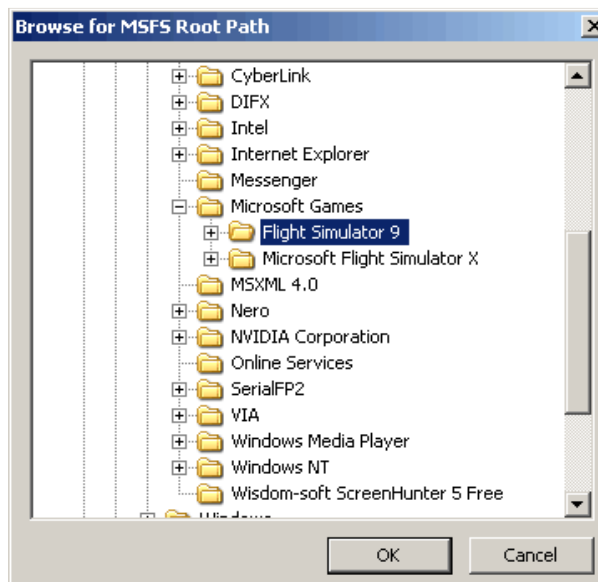 Browse for MSFS Root Path
CyberLink
DIFX
Intel
Internet Explorer
Messenger
Microsoft Games
Flight Simulator 9
Microsoft Flight Simulator X
MSXML 4.0
Nero
NVIDIA Corporation
Online Services
SerialFP2
VIA
Windows Media Player
Windows NT
Wisdom-soft ScreenHunter 5 Free
Windows
OK
Cancel